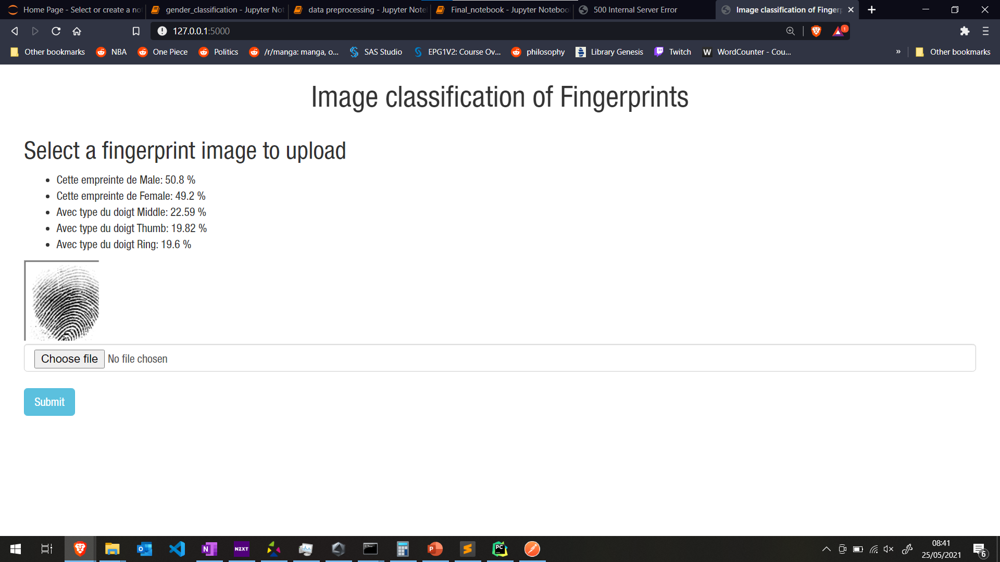 Home Page - Select or create a no
gender_classification - Jupyter Not
data preprocessing - Jupyter Note
Final_notebook - Jupyter Noteboo
500 Internal Server Error
Image classification of Fingerp
127.0.0.1:5000
1
Other bookmarks
NBA
One Piece
Politics
/r/manga: manga, o...
SAS Studio
EPG1V2: Course Ov...
philosophy
Library Genesis
Twitch
W
WordCounter - Cou...
»
Other bookmarks
Image classification of Fingerprints
Select a fingerprint image to upload
Cette empreinte de Male: 50.8 %
Cette empreinte de Female: 49.2 %
Avec type du doigt Middle: 22.59 %
Avec type du doigt Thumb: 19.82 %
Avec type du doigt Ring: 19.6 %
Choose file No file chosen
Submit
NZXT
08:41
25/05/2021
6